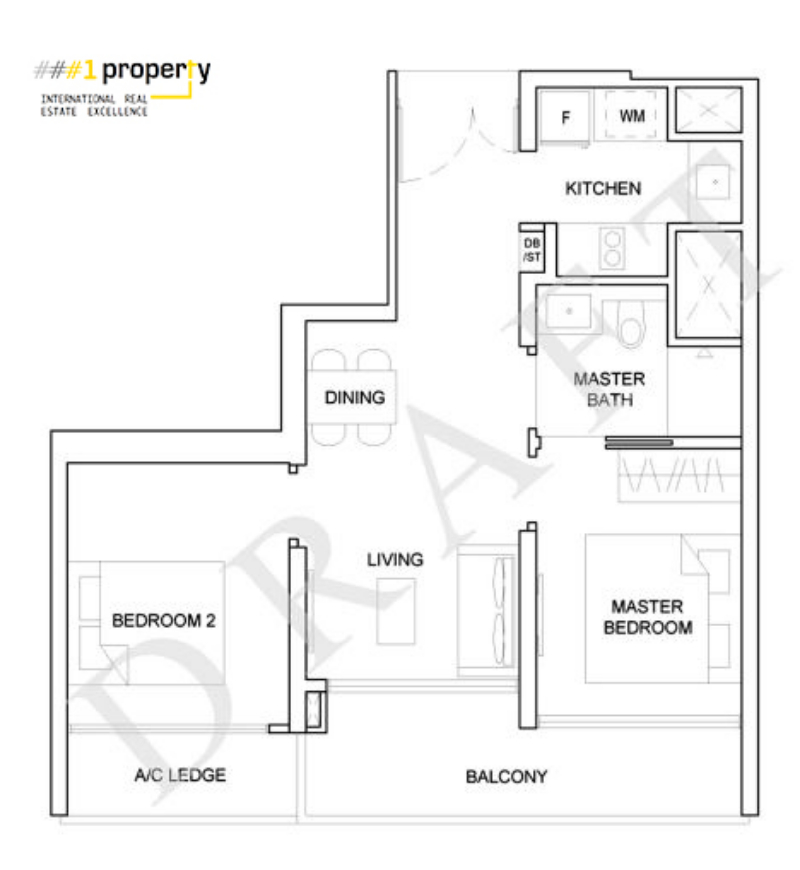 ###1 property
INTERNATIONAL REAL
ESTATE EXCELLENCE
F
WM
KITCHEN
DB
/ST
MASTER
BATH
DINING
LIVING
BEDROOM 2
MASTER
BEDROOM
A/C LEDGE
BALCONY
DRAFT